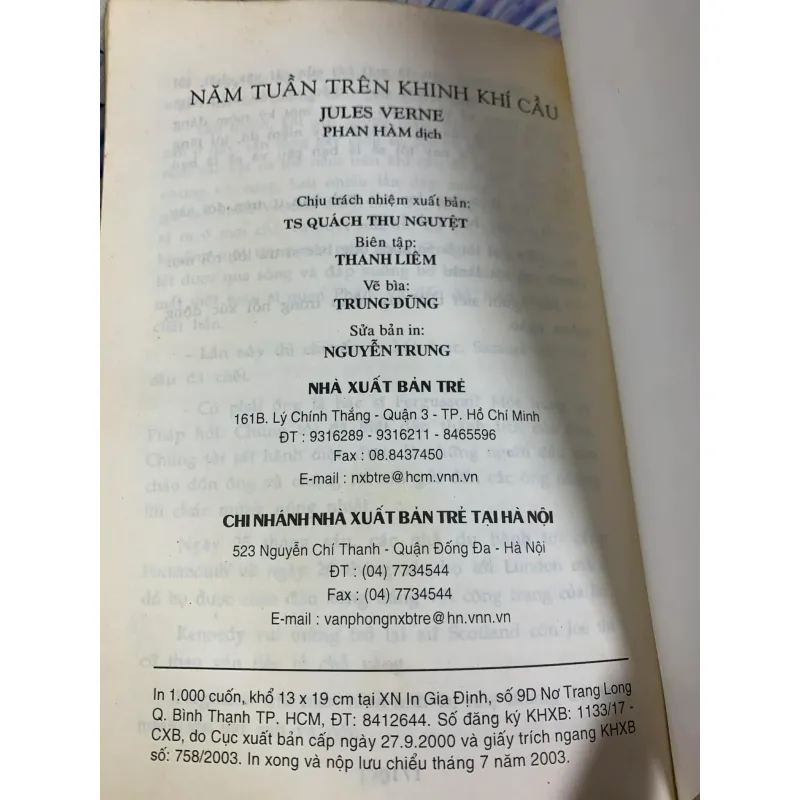 NĂM TUẦN TRÊN KHINH KHÍ CẦU
JULES VERNE
PHAN HÀM dịch
Chịu trách nhiệm xuất bản:
TS QUÁCH THU NGUYỆT
Biên tập:
THANH LIÊM
Vẽ bìa:
TRUNG DŨNG
Sửa bản in:
NGUYỄN TRUNG
NHÀ XUẤT BẢN TRẺ
161B. Lý Chính Thắng - Quận 3 - TP. Hồ Chí Minh
ĐT : 9316289 - 9316211 - 8465596
Fax : 08.8437450
E-mail : nxbtre@hcm.vnn.vn
CHI NHÁNH NHÀ XUẤT BẢN TRẺ TẠI HÀ NỘI
523 Nguyễn Chí Thanh - Quận Đống Đa - Hà Nội
ĐT : (04) 7734544
Fax : (04) 7734544
E-mail : vanphongnxbtre@hn.vnn.vn
In 1.000 cuốn, khổ 13 x 19 cm tại XN In Gia Định, số 9D Nơ Trang Long
Q. Bình Thạnh TP. HCM, ĐT: 8412644. Số đăng ký KHXB: 1133/17 -
CXB, do Cục xuất bản cấp ngày 27.9.2000 và giấy trích ngang KHXB
số: 758/2003. In xong và nộp lưu chiểu tháng 7 năm 2003.